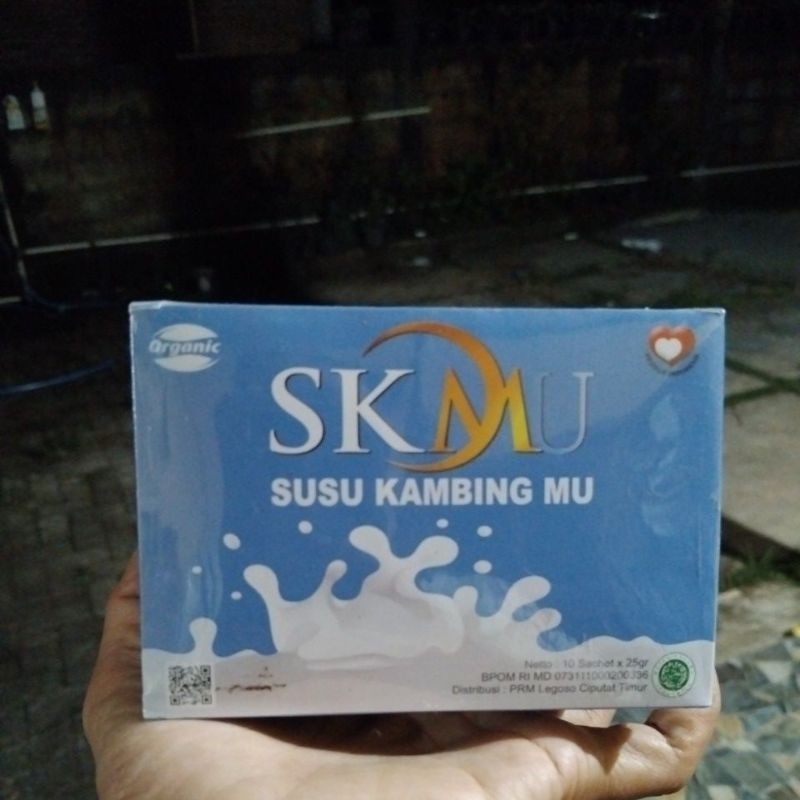 Organic
SKMU
SUSU KAMBING MU
Netto : 10 Sachet x 25gr
BPOM RI MD 073111000200336
Distribusi : PRM Legoso Ciputat Timur